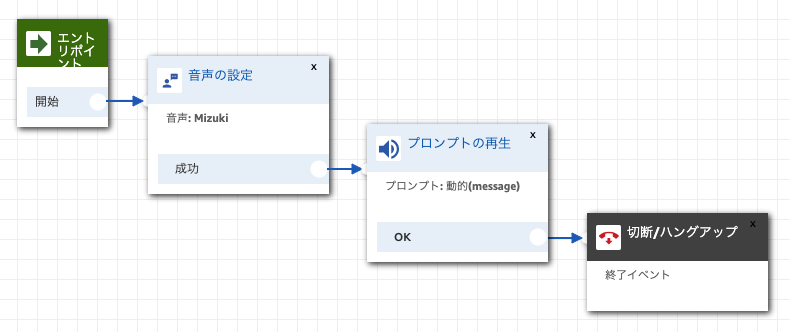 エント
リポイ
ント
開始
音声の設定
x
音声: Mizuki
成功
プロンプトの再生
x
プロンプト: 動的(message)
OK
切断/ハングアップ
x
終了イベント